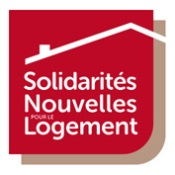 Solidarités
Nouvelles
POUR LE
Logement